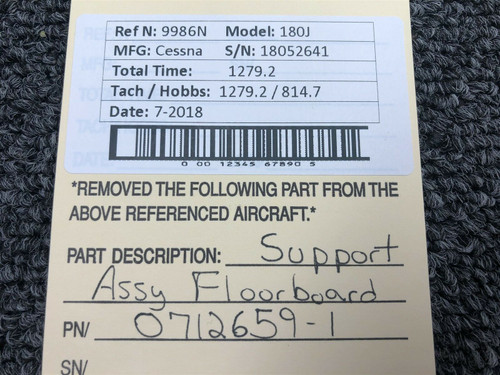 Ref N: 9986N Model: 180J
MFG: Cessna S/N: 18052641
Total Time: 1279.2
Tach / Hobbs: 1279.2 / 814.7
Date: 7-2018
0 00 12345 67890 5
*REMOVED THE FOLLOWING PART FROM THE
ABOVE REFERENCED AIRCRAFT.*
PART DESCRIPTION: Support
Assy Floorboard
PN/ 0712659-1
SN/